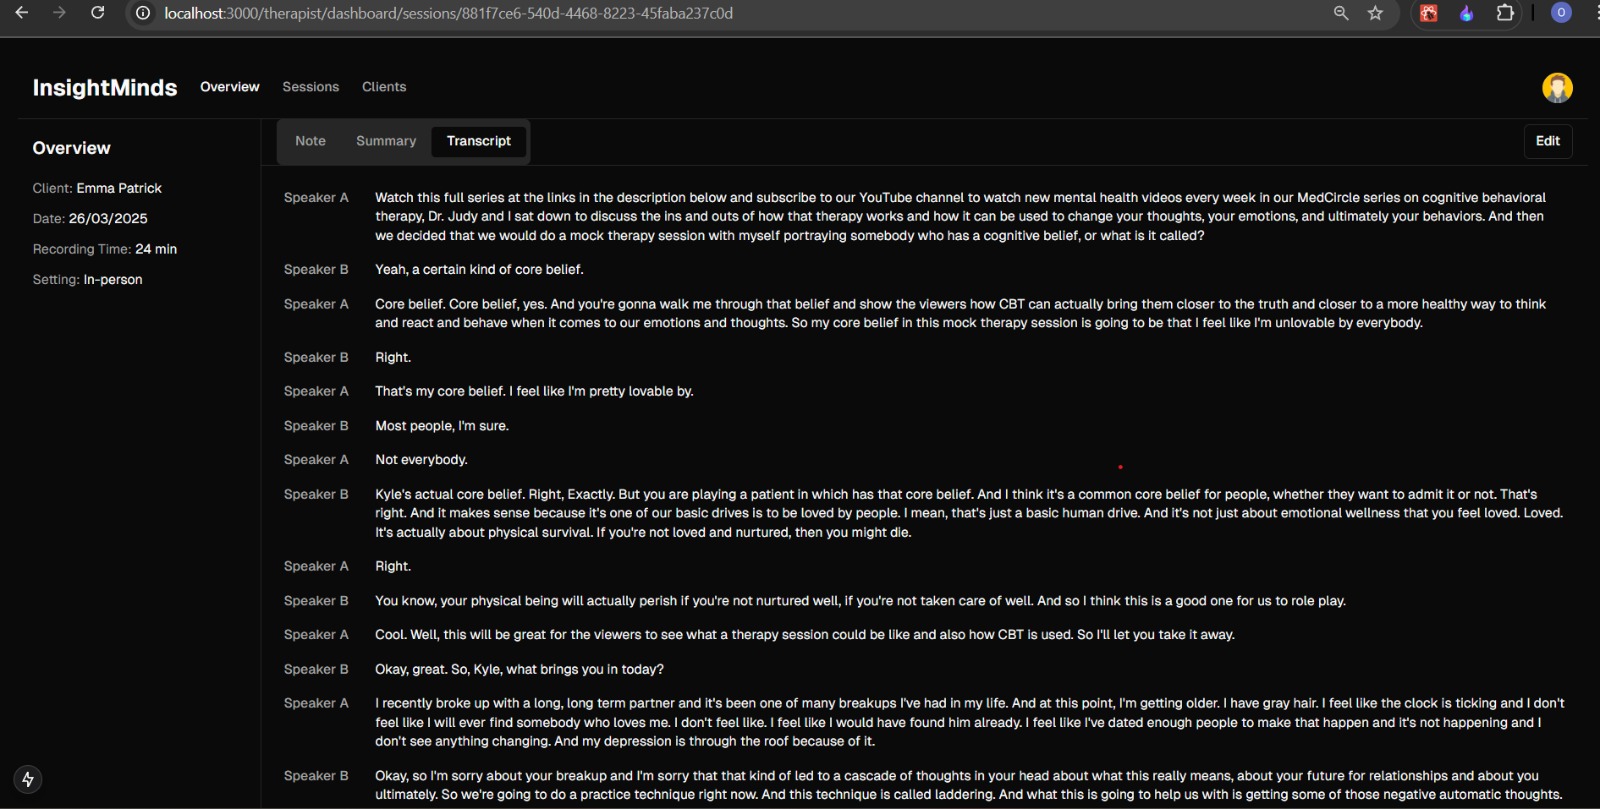 localhost:3000/therapist/dashboard/sessions/881f7ce6-540d-4468-8223-45faba237c0d
O
InsightMinds Overview Sessions Clients
Overview
Client: Emma Patrick
Date: 26/03/2025
Recording Time: 24 min
Setting: In-person
Note Summary Transcript Edit
Speaker A Watch this full series at the links in the description below and subscribe to our YouTube channel to watch new mental health videos every week in our MedCircle series on cognitive behavioral
therapy, Dr. Judy and I sat down to discuss the ins and outs of how that therapy works and how it can be used to change your thoughts, your emotions, and ultimately your behaviors. And then
we decided that we would do a mock therapy session with myself portraying somebody who has a cognitive belief, or what is it called?
Speaker B Yeah, a certain kind of core belief.
Speaker A Core belief. Core belief, yes. And you're gonna walk me through that belief and show the viewers how CBT can actually bring them closer to the truth and closer to a more healthy way to think
and react and behave when it comes to our emotions and thoughts. So my core belief in this mock therapy session is going to be that I feel like I'm unlovable by everybody.
Speaker B Right.
Speaker A That's my core belief. I feel like I'm pretty lovable by.
Speaker B Most people, I'm sure.
Speaker A Not everybody.
Speaker B Kyle's actual core belief. Right, Exactly. But you are playing a patient in which has that core belief. And I think it's a common core belief for people, whether they want to admit it or not. That's
right. And it makes sense because it's one of our basic drives is to be loved by people. I mean, that's just a basic human drive. And it's not just about emotional wellness that you feel loved. Loved.
It's actually about physical survival. If you're not loved and nurtured, then you might die.
Speaker A Right.
Speaker B You know, your physical being will actually perish if you're not nurtured well, if you're not taken care of well. And so I think this is a good one for us to role play.
Speaker A Cool. Well, this will be great for the viewers to see what a therapy session could be like and also how CBT is used. So I'll let you take it away.
Speaker B Okay, great. So, Kyle, what brings you in today?
Speaker A I recently broke up with a long, long term partner and it's been one of many breakups I've had in my life. And at this point, I'm getting older. I have gray hair. I feel like the clock is ticking and I don't
feel like I will ever find somebody who loves me. I don't feel like. I feel like I would have found him already. I feel like I've dated enough people to make that happen and it's not happening and I
don't see anything changing. And my depression is through the roof because of it.
Speaker B Okay, so I'm sorry about your breakup and I'm sorry that that kind of led to a cascade of thoughts in your head about what this really means, about your future for relationships and about you
ultimately. So we're going to do a practice technique right now. And this technique is called laddering. And what this is going to help us with is getting some of those negative automatic thoughts.